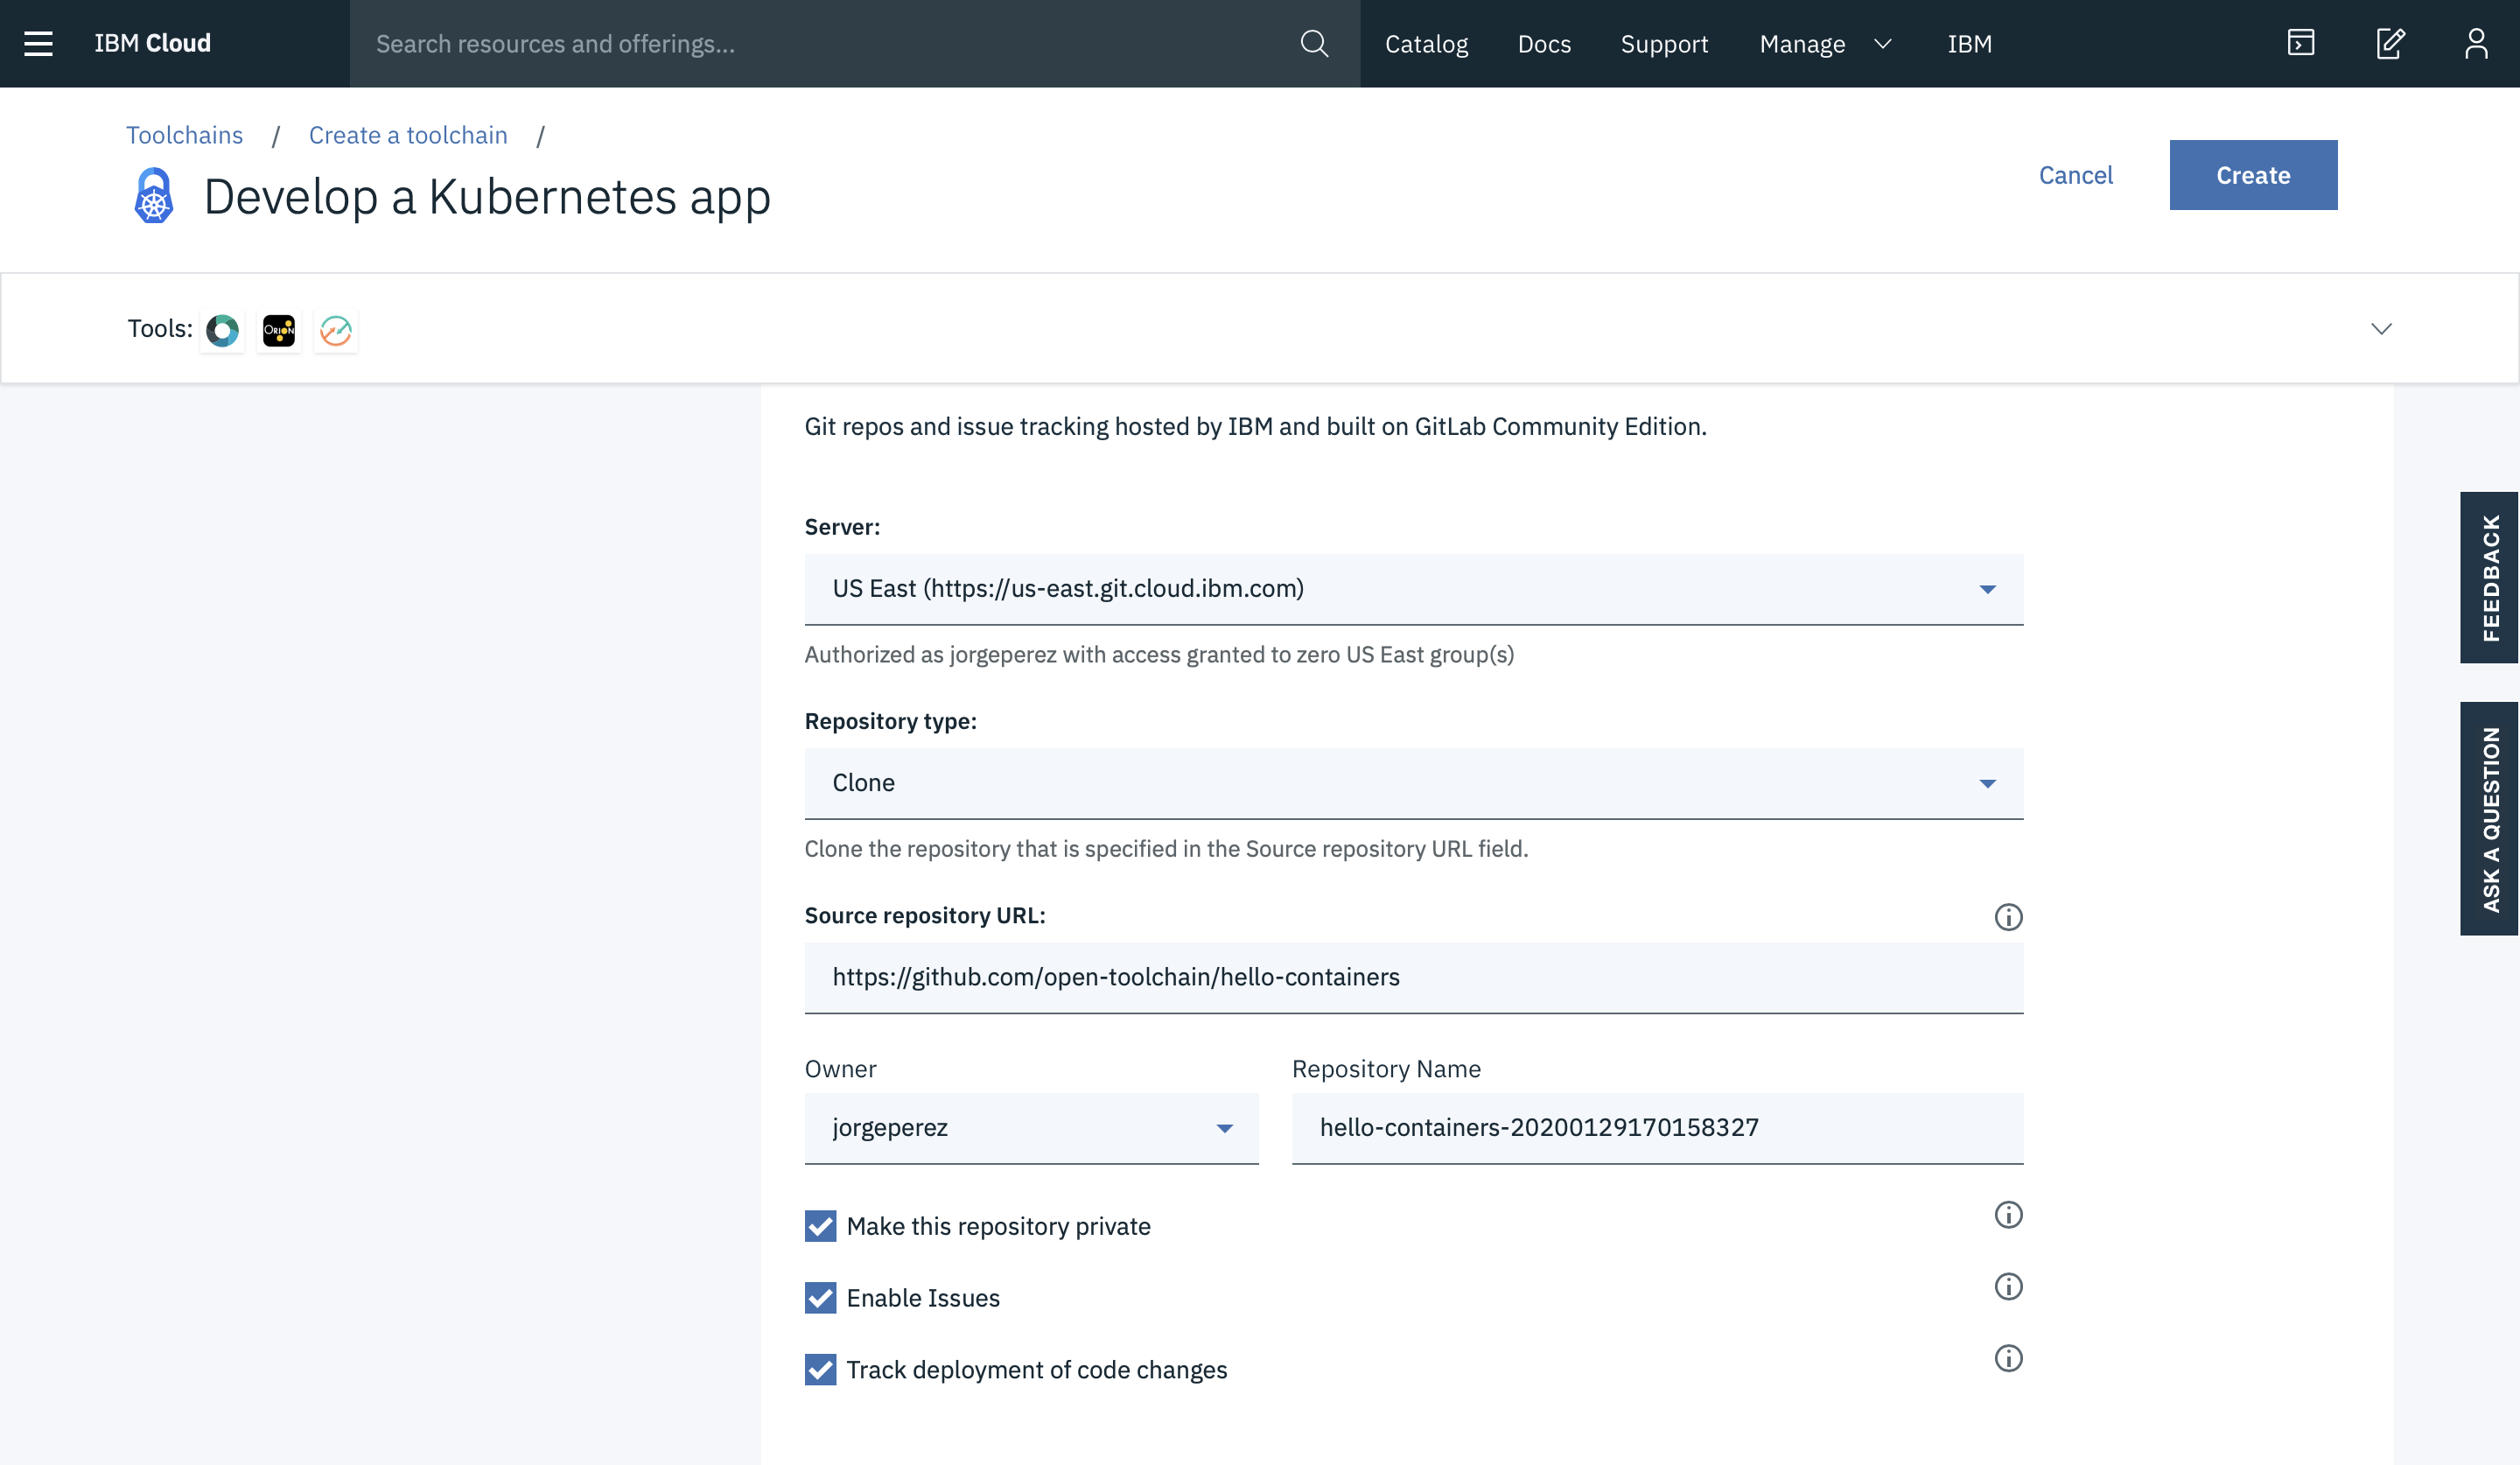 IBM Cloud
Search resources and offerings...
Catalog
Docs
Support
Manage
IBM
Toolchains / Create a toolchain /
Develop a Kubernetes app
Cancel
Create
Tools:
ORION
Git repos and issue tracking hosted by IBM and built on GitLab Community Edition.
Server:
US East (https://us-east.git.cloud.ibm.com)
Authorized as jorgeperez with access granted to zero US East group(s)
Repository type:
Clone
Clone the repository that is specified in the Source repository URL field.
Source repository URL:
https://github.com/open-toolchain/hello-containers
Owner
Repository Name
jorgeperez
hello-containers-20200129170158327
Make this repository private
Enable Issues
Track deployment of code changes
FEEDBACK
ASK A QUESTION